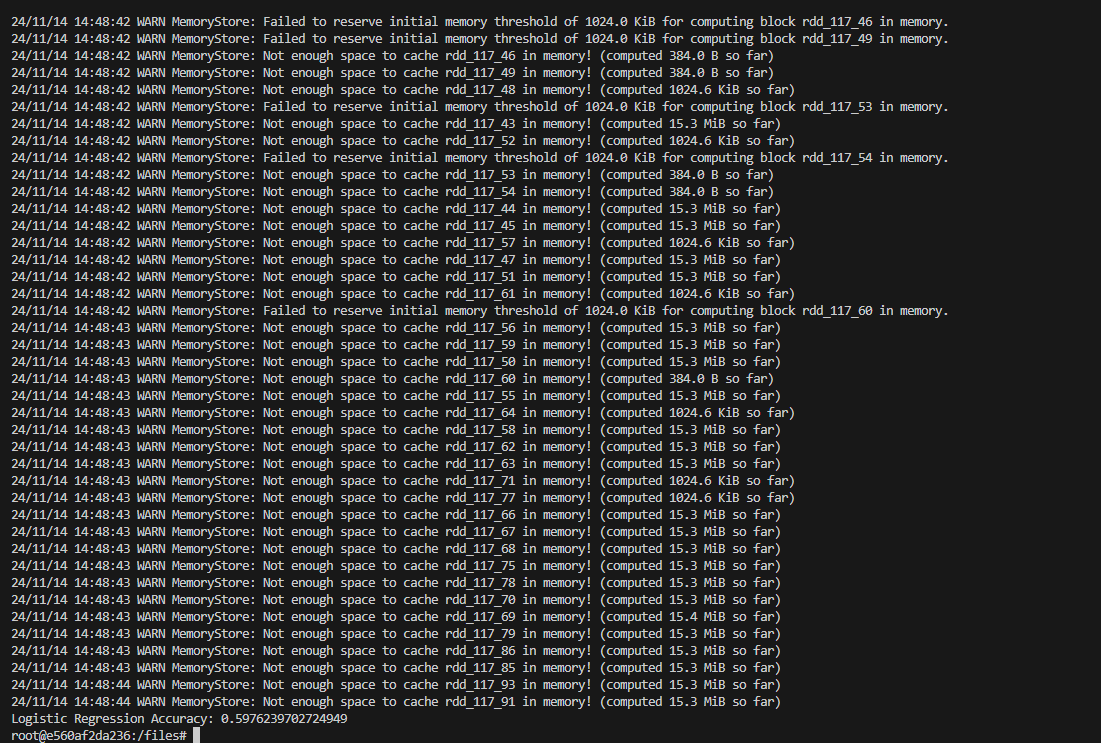 24/11/14 14:48:42 WARN MemoryStore: Failed to reserve initial memory threshold of 1024.0 KiB for computing block rdd_117_46 in memory.
24/11/14 14:48:42 WARN MemoryStore: Failed to reserve initial memory threshold of 1024.0 KiB for computing block rdd_117_49 in memory.
24/11/14 14:48:42 WARN MemoryStore: Not enough space to cache rdd_117_46 in memory! (computed 384.0 B so far)
24/11/14 14:48:42 WARN MemoryStore: Not enough space to cache rdd_117_49 in memory! (computed 384.0 B so far)
24/11/14 14:48:42 WARN MemoryStore: Not enough space to cache rdd_117_48 in memory! (computed 1024.6 KiB so far)
24/11/14 14:48:42 WARN MemoryStore: Failed to reserve initial memory threshold of 1024.0 KiB for computing block rdd_117_53 in memory.
24/11/14 14:48:42 WARN MemoryStore: Not enough space to cache rdd_117_43 in memory! (computed 15.3 MiB so far)
24/11/14 14:48:42 WARN MemoryStore: Not enough space to cache rdd_117_52 in memory! (computed 1024.6 KiB so far)
24/11/14 14:48:42 WARN MemoryStore: Failed to reserve initial memory threshold of 1024.0 KiB for computing block rdd_117_54 in memory.
24/11/14 14:48:42 WARN MemoryStore: Not enough space to cache rdd_117_53 in memory! (computed 384.0 B so far)
24/11/14 14:48:42 WARN MemoryStore: Not enough space to cache rdd_117_54 in memory! (computed 384.0 B so far)
24/11/14 14:48:42 WARN MemoryStore: Not enough space to cache rdd_117_44 in memory! (computed 15.3 MiB so far)
24/11/14 14:48:42 WARN MemoryStore: Not enough space to cache rdd_117_45 in memory! (computed 15.3 MiB so far)
24/11/14 14:48:42 WARN MemoryStore: Not enough space to cache rdd_117_57 in memory! (computed 1024.6 KiB so far)
24/11/14 14:48:42 WARN MemoryStore: Not enough space to cache rdd_117_47 in memory! (computed 15.3 MiB so far)
24/11/14 14:48:42 WARN MemoryStore: Not enough space to cache rdd_117_51 in memory! (computed 15.3 MiB so far)
24/11/14 14:48:42 WARN MemoryStore: Not enough space to cache rdd_117_61 in memory! (computed 1024.6 KiB so far)
24/11/14 14:48:42 WARN MemoryStore: Failed to reserve initial memory threshold of 1024.0 KiB for computing block rdd_117_60 in memory.
24/11/14 14:48:43 WARN MemoryStore: Not enough space to cache rdd_117_56 in memory! (computed 15.3 MiB so far)
24/11/14 14:48:43 WARN MemoryStore: Not enough space to cache rdd_117_59 in memory! (computed 15.3 MiB so far)
24/11/14 14:48:43 WARN MemoryStore: Not enough space to cache rdd_117_50 in memory! (computed 15.3 MiB so far)
24/11/14 14:48:43 WARN MemoryStore: Not enough space to cache rdd_117_60 in memory! (computed 384.0 B so far)
24/11/14 14:48:43 WARN MemoryStore: Not enough space to cache rdd_117_55 in memory! (computed 15.3 MiB so far)
24/11/14 14:48:43 WARN MemoryStore: Not enough space to cache rdd_117_64 in memory! (computed 1024.6 KiB so far)
24/11/14 14:48:43 WARN MemoryStore: Not enough space to cache rdd_117_58 in memory! (computed 15.3 MiB so far)
24/11/14 14:48:43 WARN MemoryStore: Not enough space to cache rdd_117_62 in memory! (computed 15.3 MiB so far)
24/11/14 14:48:43 WARN MemoryStore: Not enough space to cache rdd_117_63 in memory! (computed 15.3 MiB so far)
24/11/14 14:48:43 WARN MemoryStore: Not enough space to cache rdd_117_71 in memory! (computed 1024.6 KiB so far)
24/11/14 14:48:43 WARN MemoryStore: Not enough space to cache rdd_117_77 in memory! (computed 1024.6 KiB so far)
24/11/14 14:48:43 WARN MemoryStore: Not enough space to cache rdd_117_66 in memory! (computed 15.3 MiB so far)
24/11/14 14:48:43 WARN MemoryStore: Not enough space to cache rdd_117_67 in memory! (computed 15.3 MiB so far)
24/11/14 14:48:43 WARN MemoryStore: Not enough space to cache rdd_117_68 in memory! (computed 15.3 MiB so far)
24/11/14 14:48:43 WARN MemoryStore: Not enough space to cache rdd_117_75 in memory! (computed 15.3 MiB so far)
24/11/14 14:48:43 WARN MemoryStore: Not enough space to cache rdd_117_78 in memory! (computed 15.3 MiB so far)
24/11/14 14:48:43 WARN MemoryStore: Not enough space to cache rdd_117_70 in memory! (computed 15.3 MiB so far)
24/11/14 14:48:43 WARN MemoryStore: Not enough space to cache rdd_117_69 in memory! (computed 15.4 MiB so far)
24/11/14 14:48:43 WARN MemoryStore: Not enough space to cache rdd_117_79 in memory! (computed 15.3 MiB so far)
24/11/14 14:48:43 WARN MemoryStore: Not enough space to cache rdd_117_86 in memory! (computed 15.3 MiB so far)
24/11/14 14:48:43 WARN MemoryStore: Not enough space to cache rdd_117_85 in memory! (computed 15.3 MiB so far)
24/11/14 14:48:44 WARN MemoryStore: Not enough space to cache rdd_117_93 in memory! (computed 15.3 MiB so far)
24/11/14 14:48:44 WARN MemoryStore: Not enough space to cache rdd_117_91 in memory! (computed 15.3 MiB so far)
Logistic Regression Accuracy: 0.5976239702724949
root@e560af2da236:/files#